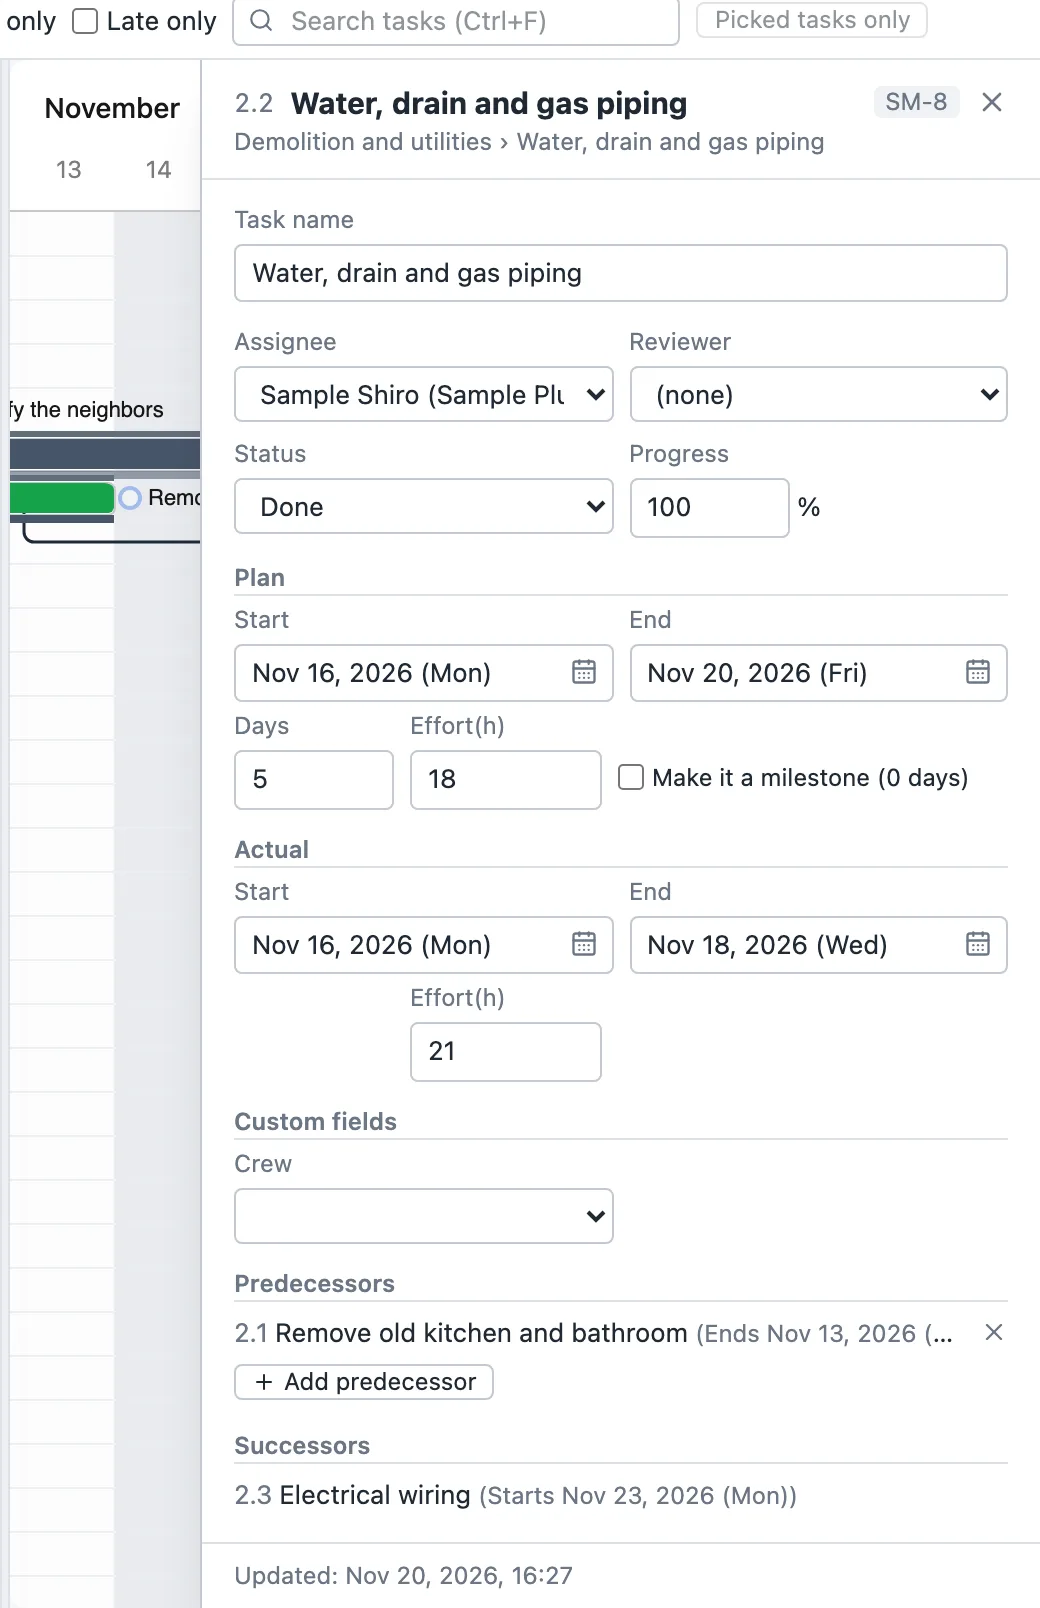 only Late only Search tasks (Ctrl+F) Picked tasks only
November
13 14
fy the neighbors
Remo
2.2 Water, drain and gas piping SM-8
Demolition and utilities › Water, drain and gas piping
Task name
Water, drain and gas piping
Assignee Reviewer
Sample Shiro (Sample Plu (none)
Status Progress
Done 100 %
Plan
Start End
Nov 16, 2026 (Mon) Nov 20, 2026 (Fri)
Days Effort(h)
5 18 Make it a milestone (0 days)
Actual
Start End
Nov 16, 2026 (Mon) Nov 18, 2026 (Wed)
Effort(h)
21
Custom fields
Crew
Predecessors
2.1 Remove old kitchen and bathroom (Ends Nov 13, 2026 (...
+ Add predecessor
Successors
2.3 Electrical wiring (Starts Nov 23, 2026 (Mon))
Updated: Nov 20, 2026, 16:27